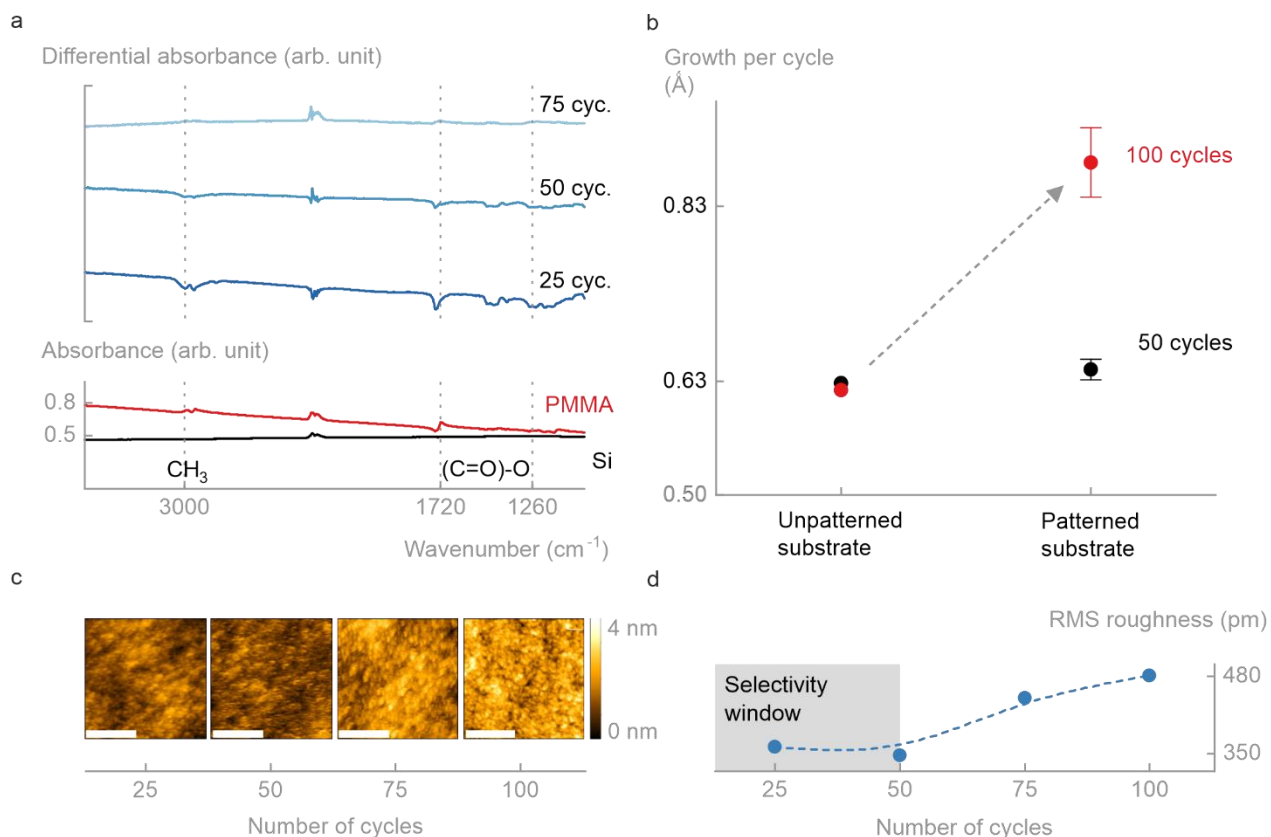 a
Differential absorbance (arb. unit)
75 cyc.
50 cyc.
25 cyc.
Absorbance (arb. unit)
0.8
0.5
PMMA
Si
CH₃
(C=O)-O
3000
1720
1260
Wavenumber (cm⁻¹)
b
Growth per cycle
(Å)
100 cycles
0.83
50 cycles
0.63
0.50
Unpatterned
substrate
Patterned
substrate
c
4 nm
0 nm
25
50
75
100
Number of cycles
d
RMS roughness (pm)
Selectivity
window
480
350
25
50
75
100
Number of cycles